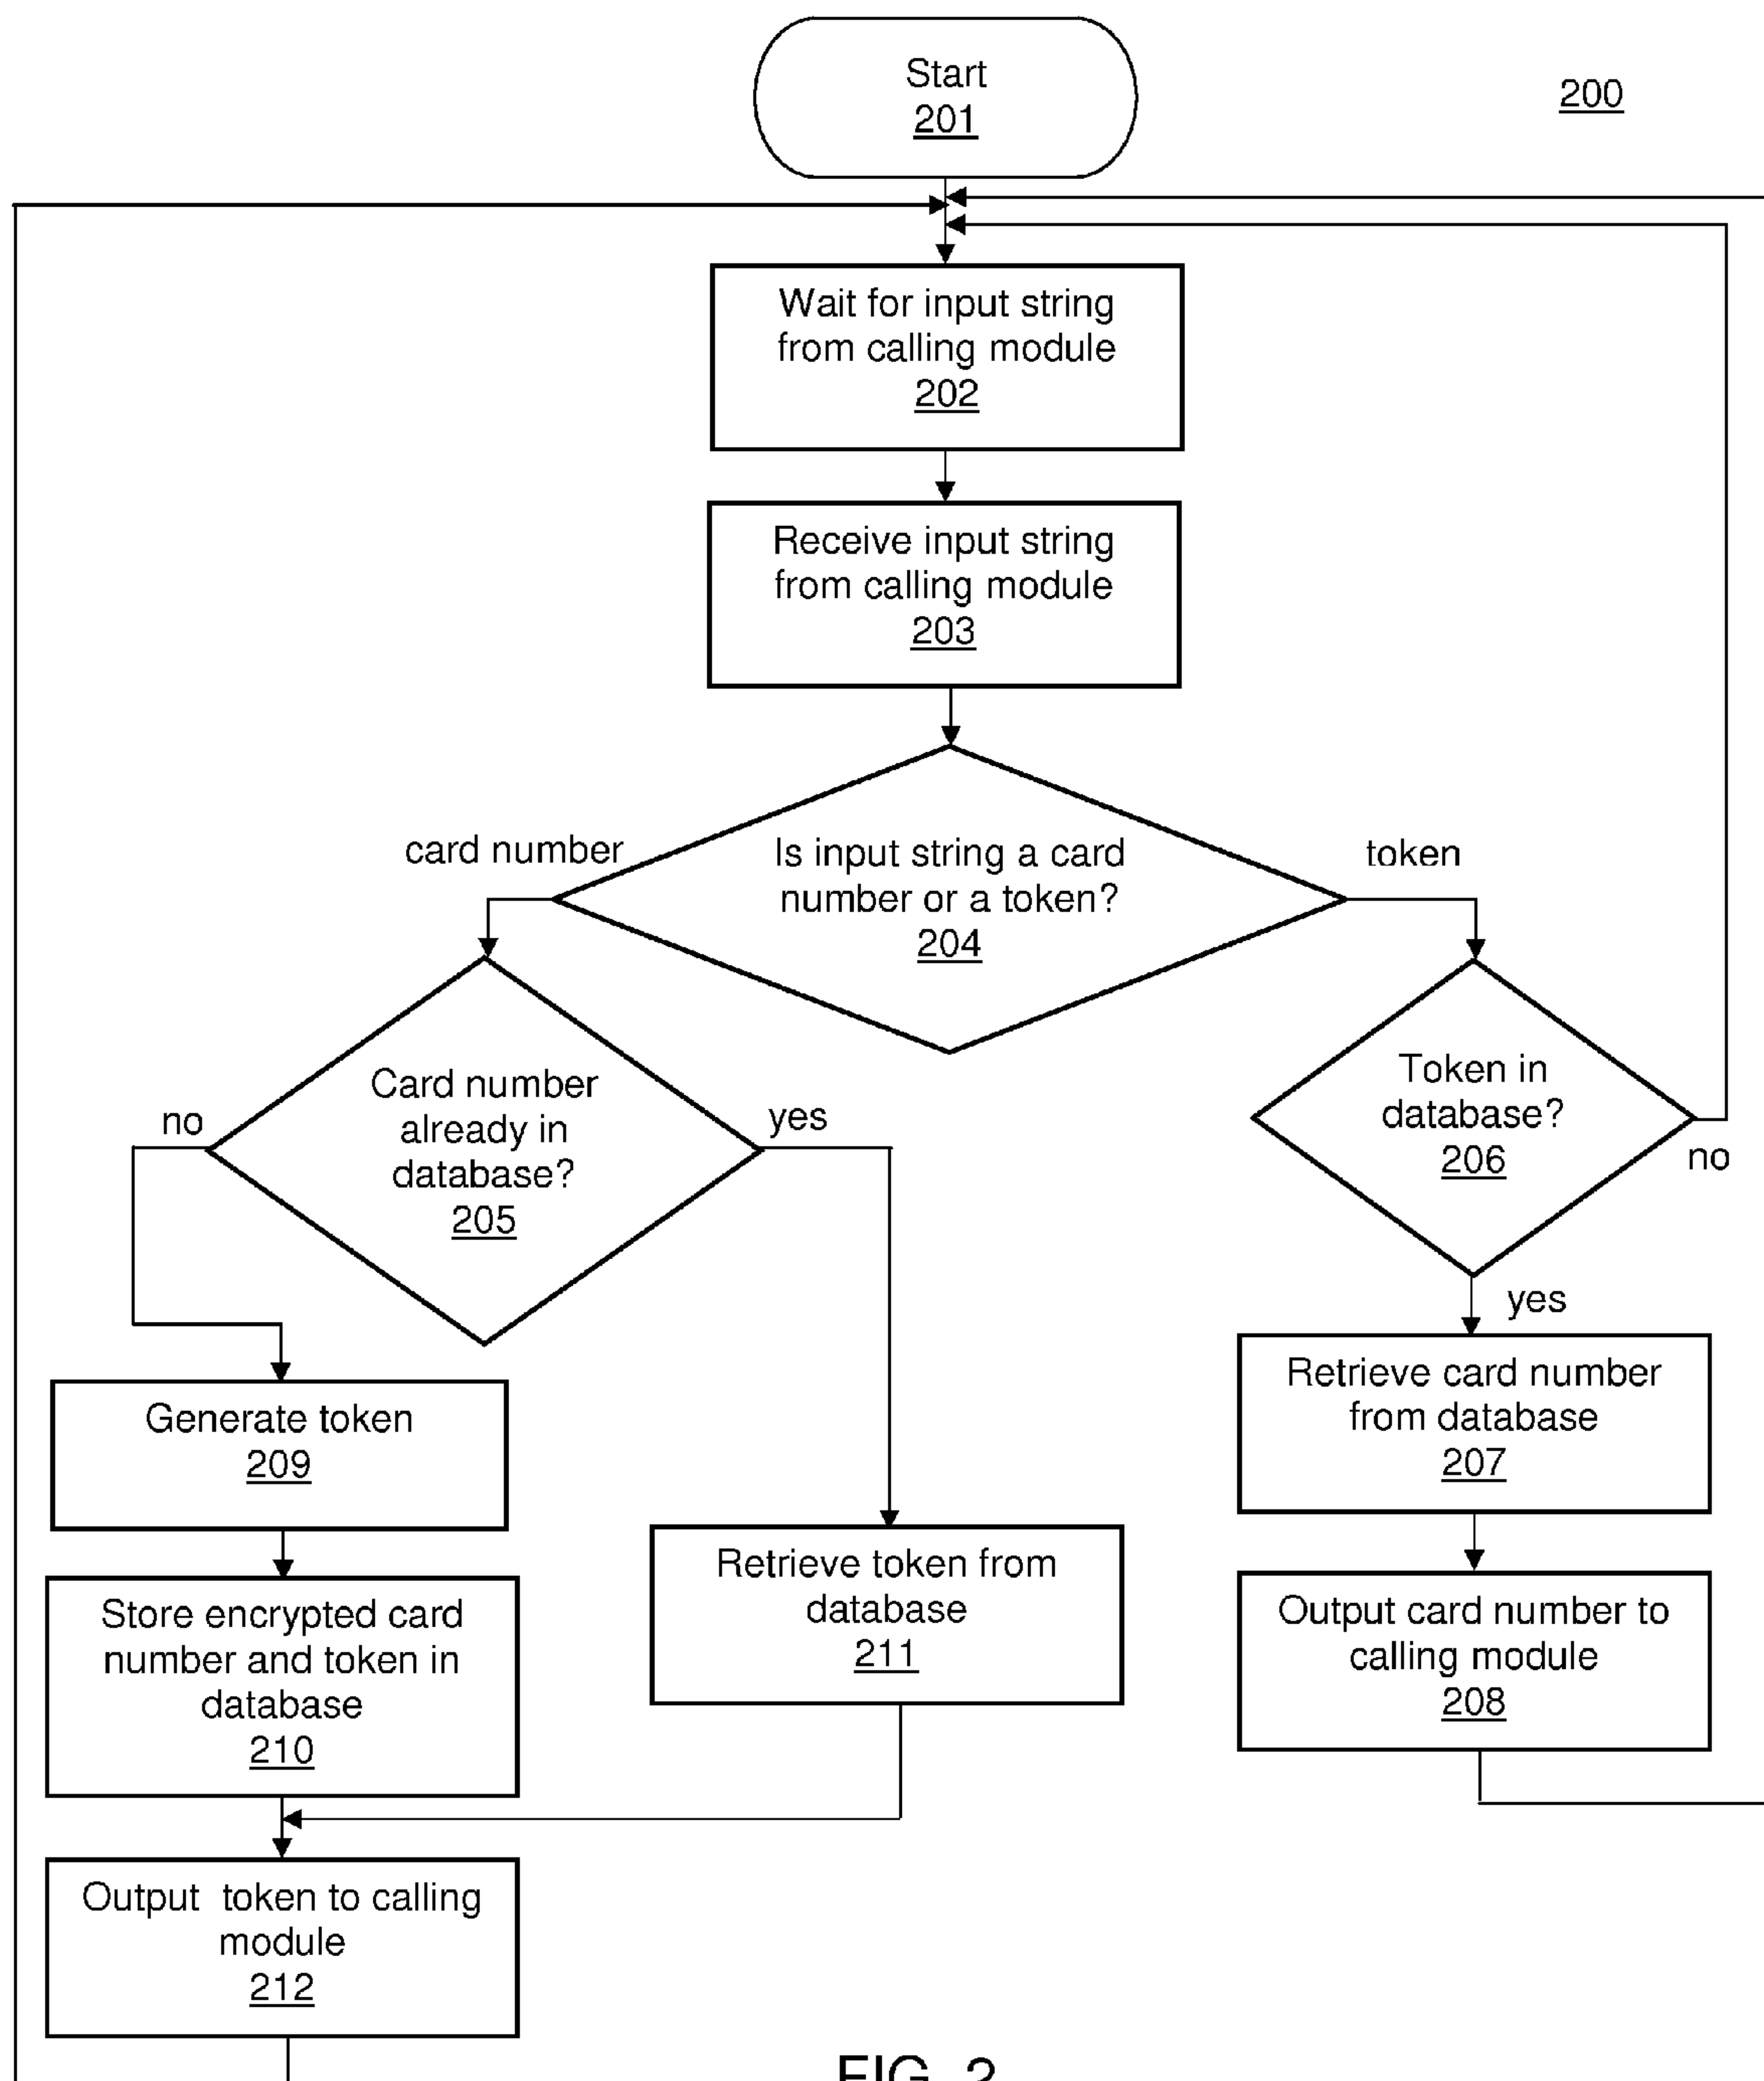 Start
201
200
Wait for input string
from calling module
202
Receive input string
from calling module
203
card number
Is input string a card
number or a token?
204
token
Card number
already in
database?
205
no
yes
Token in
database?
206
no
yes
Generate token
209
Store encrypted card
number and token in
database
210
Retrieve token from
database
211
Retrieve card number
from database
207
Output card number to
calling module
208
Output token to calling
module
212
FIG. 2